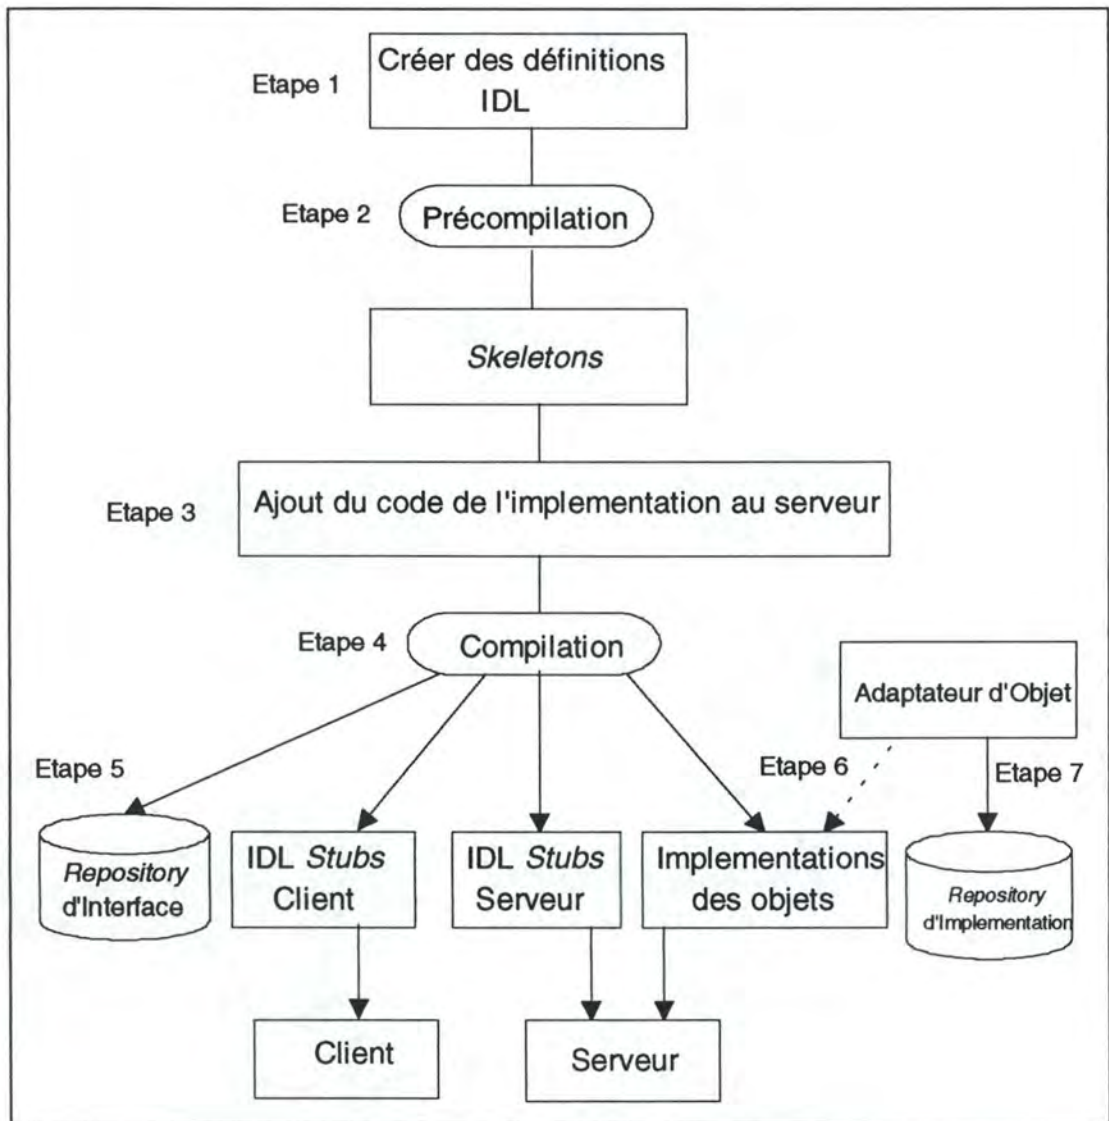 Etape 1
Créer des définitions
IDL
Etape 2
Précompilation
Skeletons
Etape 3
Ajout du code de l'implementation au serveur
Etape 4
Compilation
Adaptateur d'Objet
Etape 5
Etape 6
Etape 7
Repository
d'Interface
IDL Stubs
Client
IDL Stubs
Serveur
Implementations
des objets
Repository
d'Implementation
Client
Serveur